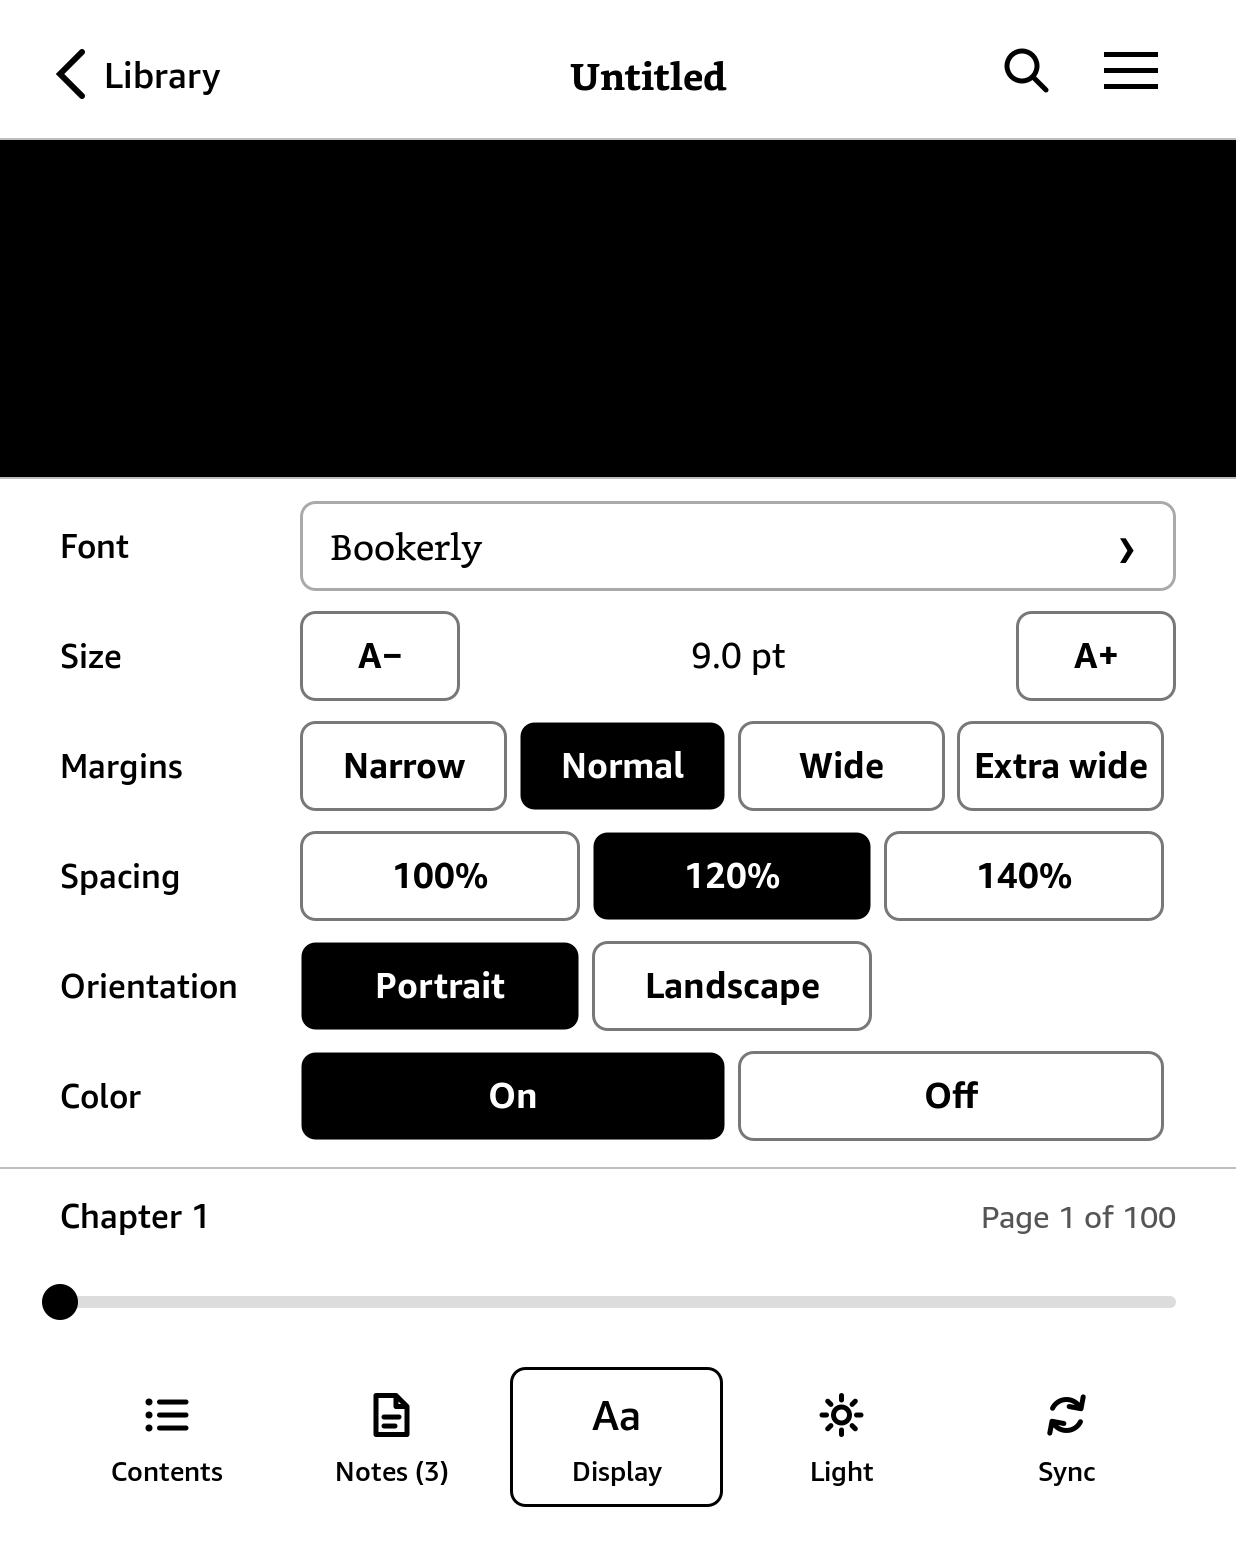 Library
Untitled
Font
Bookerly
Size
A−
9.0 pt
A+
Margins
Narrow
Normal
Wide
Extra wide
Spacing
100%
120%
140%
Orientation
Portrait
Landscape
Color
On
Off
Chapter 1
Page 1 of 100
Aa
Contents
Notes (3)
Display
Light
Sync